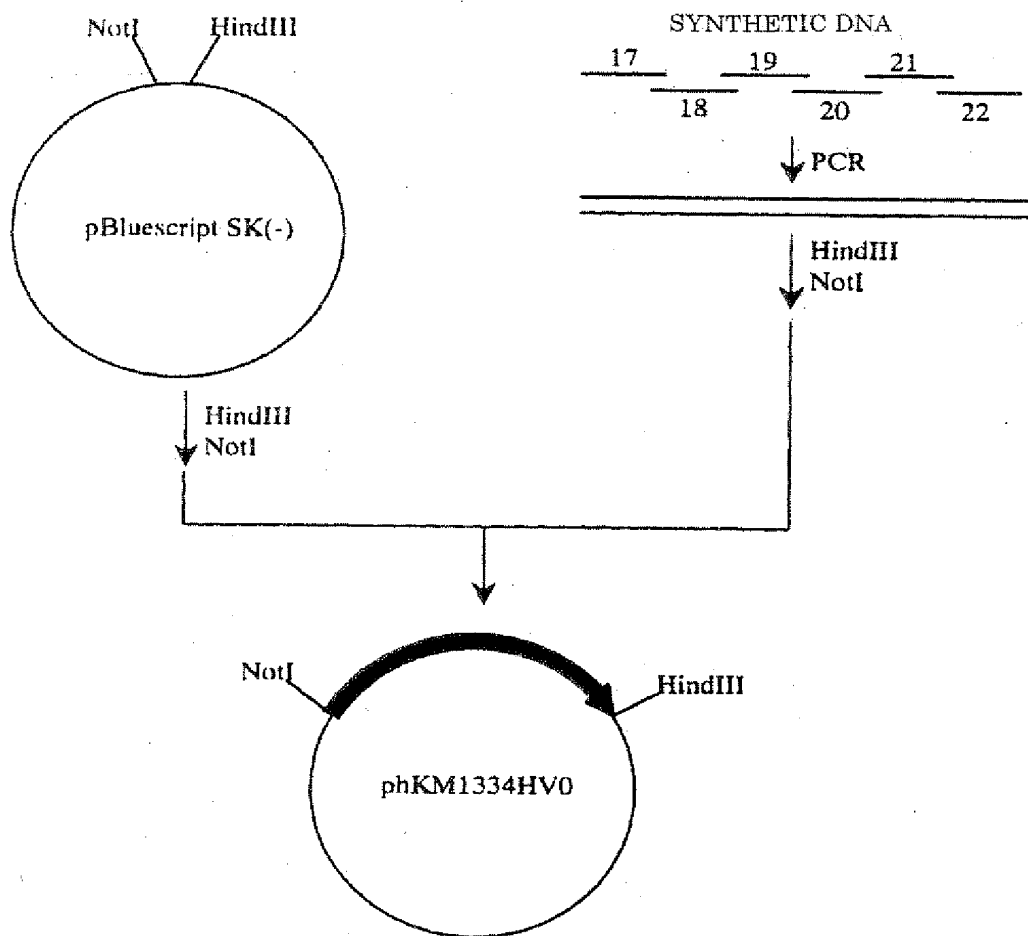 NotI HindIII
pBluescript SK(-)
HindIII
NotI
SYNTHETIC DNA
17 19 21
18 20 22
PCR
HindIII
NotI
NotI HindIII
phKM1334HV0